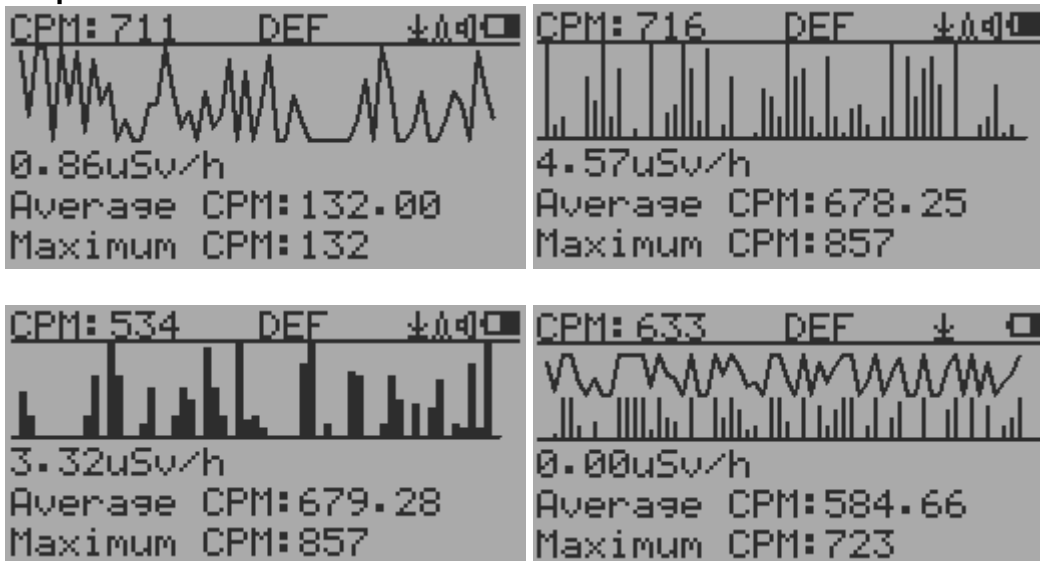 CPM:711 DEF
0.86uSv/h
Average CPM:132.00
Maximum CPM:132
CPM:716 DEF
4.57uSv/h
Average CPM:678.25
Maximum CPM:857
CPM:534 DEF
3.32uSv/h
Average CPM:679.28
Maximum CPM:857
CPM:633 DEF
0.00uSv/h
Average CPM:584.66
Maximum CPM:723